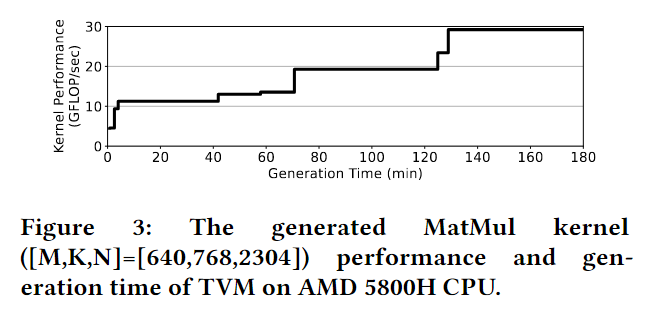 30
20
10
0
Kernel Performance
(GFLOP/sec)
0 20 40 60 80 100 120 140 160 180
Generation Time (min)
Figure 3: The generated MatMul kernel
([M,K,N]=[640,768,2304]) performance and gen-
eration time of TVM on AMD 5800H CPU.